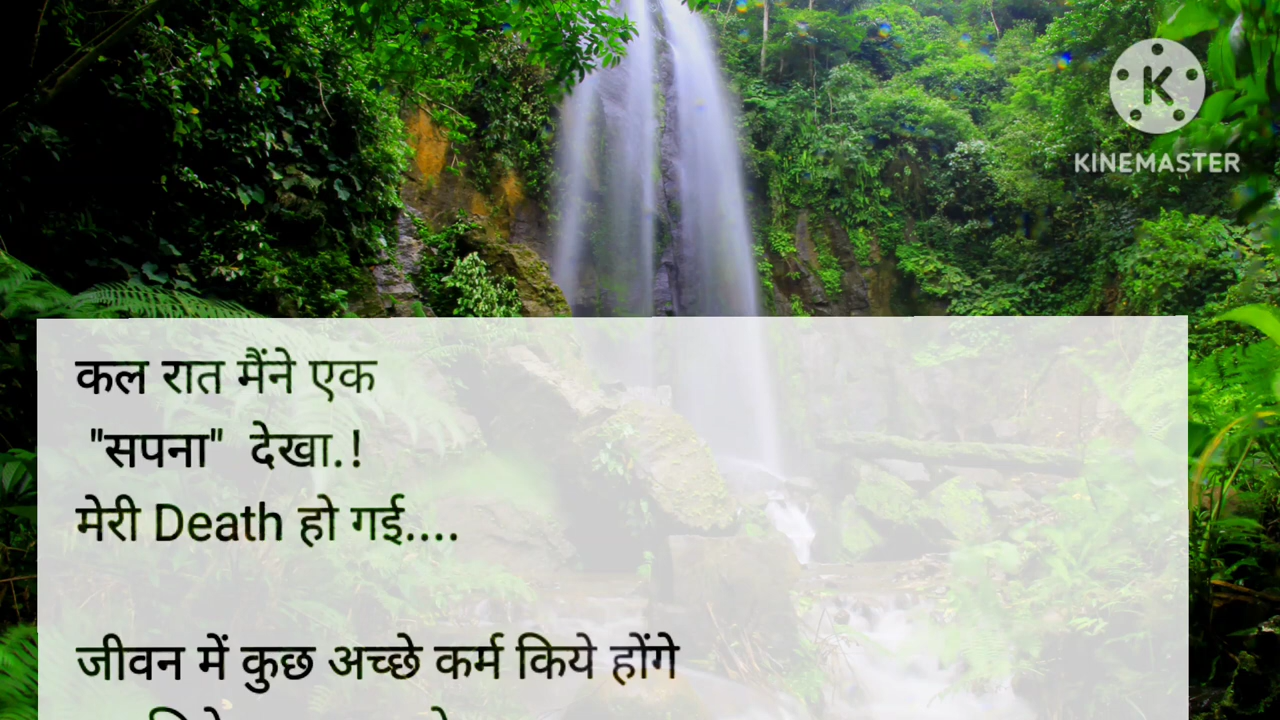 KINEMASTER
कल रात मैंने एक
"सपना" देखा.!
मेरी Death हो गई....
जीवन में कुछ अच्छे कर्म किये होंगे